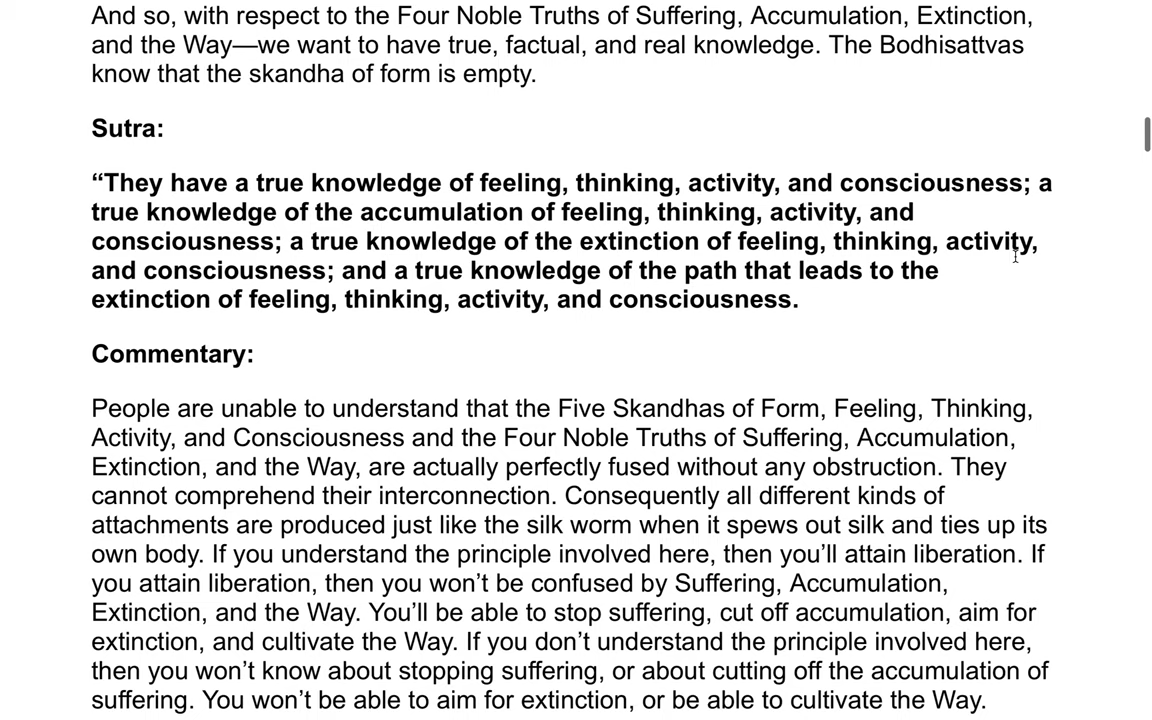 And so, with respect to the Four Noble Truths of Suffering, Accumulation, Extinction,
and the Way—we want to have true, factual, and real knowledge. The Bodhisattvas
know that the skandha of form is empty.
Sutra:
“They have a true knowledge of feeling, thinking, activity, and consciousness; a
true knowledge of the accumulation of feeling, thinking, activity, and
consciousness; a true knowledge of the extinction of feeling, thinking, activity,
and consciousness; and a true knowledge of the path that leads to the
extinction of feeling, thinking, activity, and consciousness.
Commentary:
People are unable to understand that the Five Skandhas of Form, Feeling, Thinking,
Activity, and Consciousness and the Four Noble Truths of Suffering, Accumulation,
Extinction, and the Way, are actually perfectly fused without any obstruction. They
cannot comprehend their interconnection. Consequently all different kinds of
attachments are produced just like the silk worm when it spews out silk and ties up its
own body. If you understand the principle involved here, then you’ll attain liberation. If
you attain liberation, then you won’t be confused by Suffering, Accumulation,
Extinction, and the Way. You’ll be able to stop suffering, cut off accumulation, aim for
extinction, and cultivate the Way. If you don’t understand the principle involved here,
then you won’t know about stopping suffering, or about cutting off the accumulation of
suffering. You won’t be able to aim for extinction, or be able to cultivate the Way.